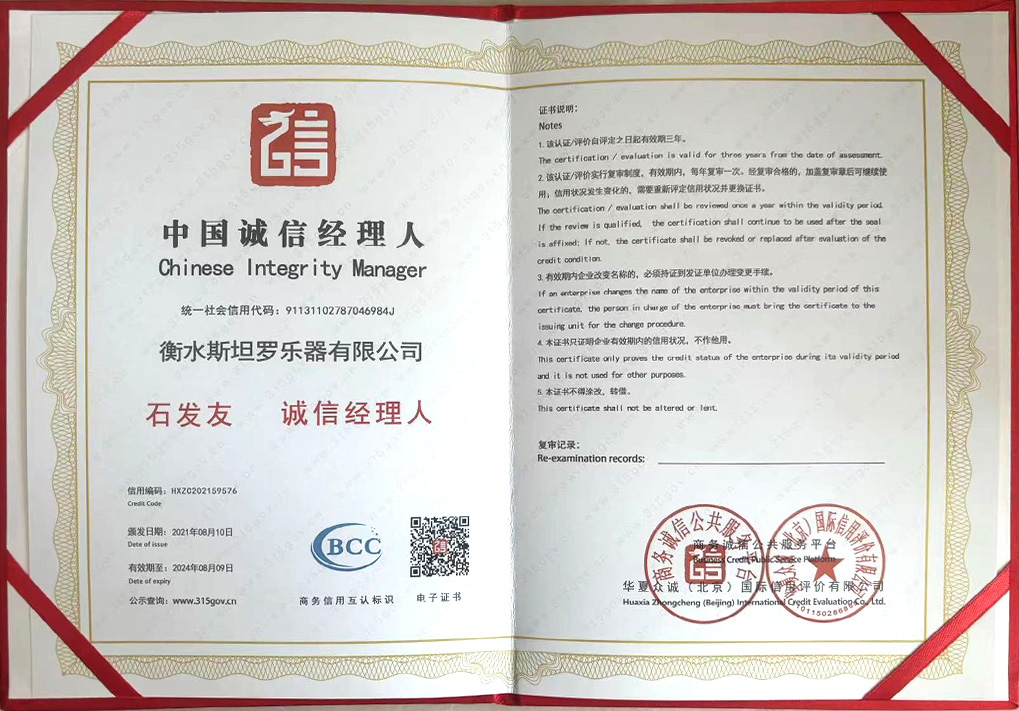 中国诚信经理人
Chinese Integrity Manager
统一社会信用代码：91131102787046984J
衡水斯坦罗乐器有限公司
石发友 诚信经理人
信用编码：HXZC202159576
Credit Code
颁发日期：2021年08月10日
Date of issue
有效期至：2024年08月09日
Date of expiry
公示查询：www.315gov.cn
BCC
商务信用互认标识
电子证书
证书说明：
Notes
1. 该认证/评价自评定之日起有效期三年。
The certification / evaluation is valid for three years from the date of assessment.
2. 该认证/评价实行复审制度，有效期内，每年复审一次。经复审合格的，加盖复审章后可继续使
用；信用状况发生变化的，需要重新评定信用状况并更换证书。
The certification / evaluation shall be reviewed once a year within the validity period.
If the review is qualified, the certification shall continue to be used after the seal
is affixed; If not, the certificate shall be revoked or replaced after evaluation of the
credit condition.
3. 有效期内企业改变名称的，必须持证到发证单位办理变更手续。
If an enterprise changes the name of the enterprise within the validity period of this
certificate, the person in charge of the enterprise must bring the certificate to the
issuing unit for the change procedure.
4. 本证书只证明企业有效期内的信用状况，不作他用。
This certificate only proves the credit status of the enterprise during its validity period
and it is not used for other purposes.
5. 本证书不得涂改、转借。
This certificate shall not be altered or lent.
复审记录：
Re-examination records:
商务诚信公共服务平台
Business Credit Public Service Platform
华夏众诚（北京）国际信用评价有限公司
Huaxia Zhongcheng (Beijing) International Credit Evaluation Co., Ltd.